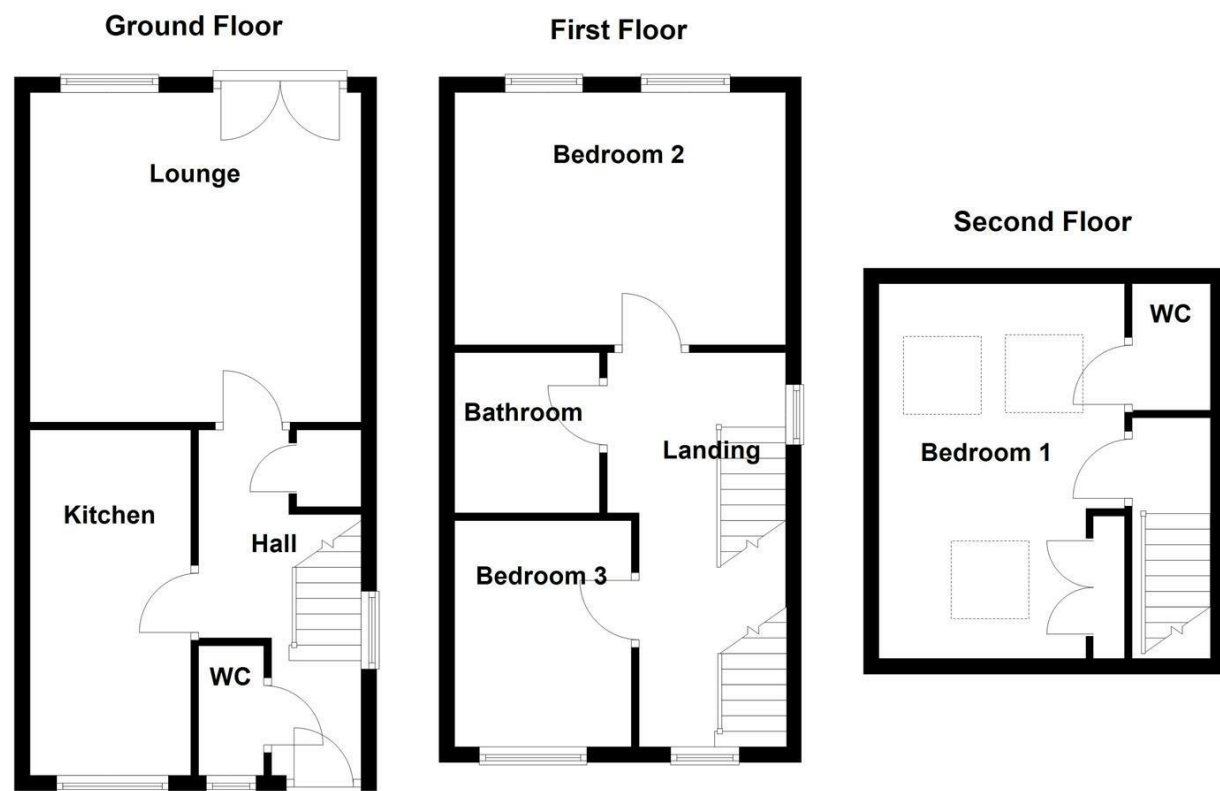 Ground Floor
Lounge
Kitchen
Hall
WC
First Floor
Bedroom 2
Bathroom
Landing
Bedroom 3
Second Floor
WC
Bedroom 1